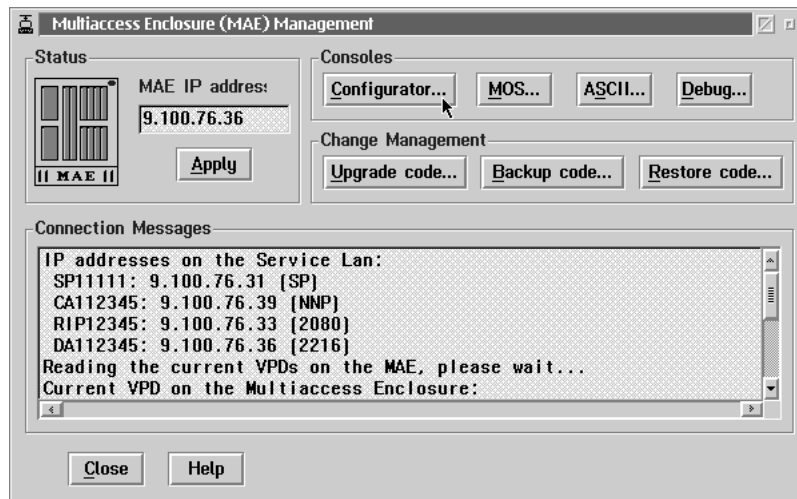 Multiaccess Enclosure (MAE) Management
Status
MAE IP address
9.100.76.36
Apply
II MAE II
Consoles
Configurator...
MOS...
ASCII...
Debug...
Change Management
Upgrade code...
Backup code...
Restore code...
Connection Messages
IP addresses on the Service Lan:
SP11111: 9.100.76.31 (SP)
CA112345: 9.100.76.39 (NNP)
RIP12345: 9.100.76.33 (2080)
DA112345: 9.100.76.36 (2216)
Reading the current VPDs on the MAE, please wait...
Current VPD on the Multiaccess Enclosure:
Close
Help